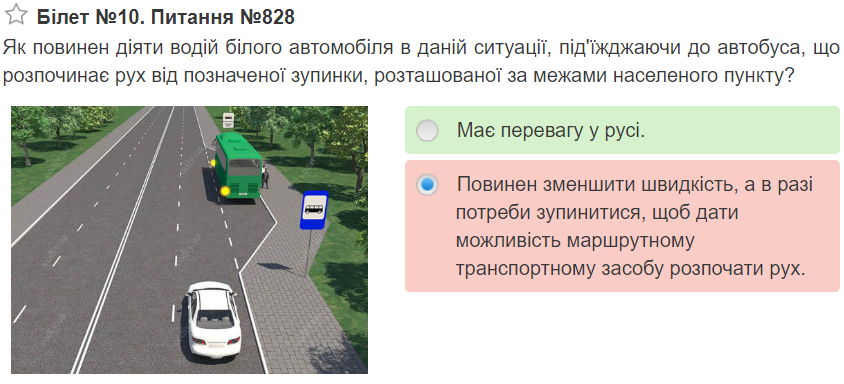 Білет №10. Питання №828
Як повинен діяти водій білого автомобіля в даній ситуації, під'їжджаючи до автобуса, що
розпочинає рух від позначеної зупинки, розташованої за межами населеного пункту?
Має перевагу у русі.
Повинен зменшити швидкість, а в разі
потреби зупинитися, щоб дати
можливість маршрутному
транспортному засобу розпочати рух.